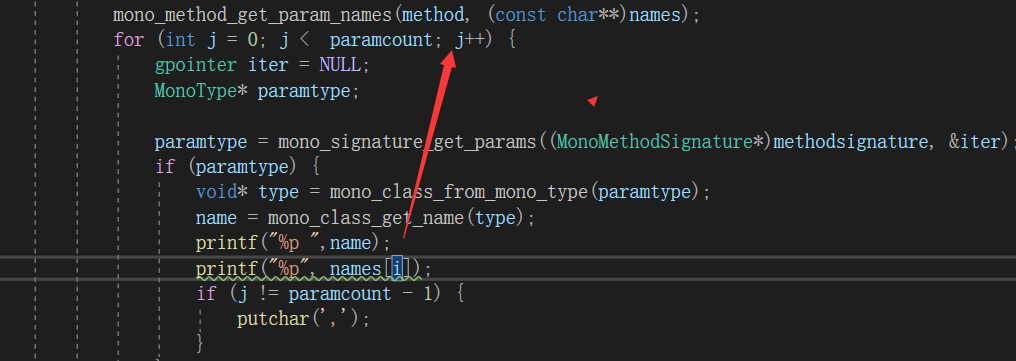 mono_method_get_param_names(method, (const char**)names);
for (int j = 0; j <  paramcount; j++) {
gpointer iter = NULL;
MonoType* paramtype;
paramtype = mono_signature_get_params((MonoMethodSignature*)methodsignature, &iter);
if (paramtype) {
void* type = mono_class_from_mono_type(paramtype);
name = mono_class_get_name(type);
printf("%p ",name);
printf("%p", names[i]);
if (j != paramcount - 1) {
putchar(',');
}